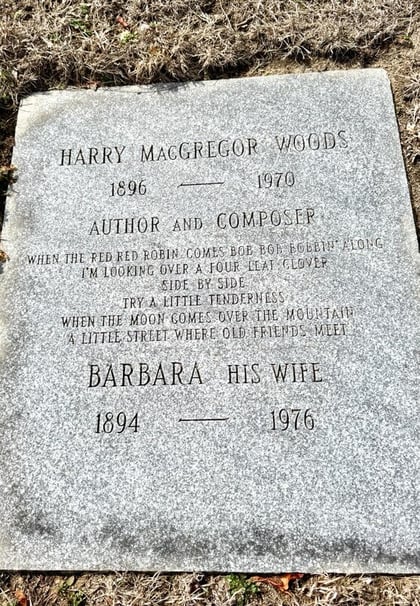 HARRY MACGREGOR WOODS
1896 — 1970
AUTHOR AND COMPOSER
WHEN THE RED RED ROBIN COMES BOB BOB BOBBIN' ALONG
I'M LOOKING OVER A FOUR LEAF CLOVER
SIDE BY SIDE
TRY A LITTLE TENDERNESS
WHEN THE MOON COMES OVER THE MOUNTAIN
A LITTLE STREET WHERE OLD FRIENDS MEET
BARBARA HIS WIFE
1894 — 1976